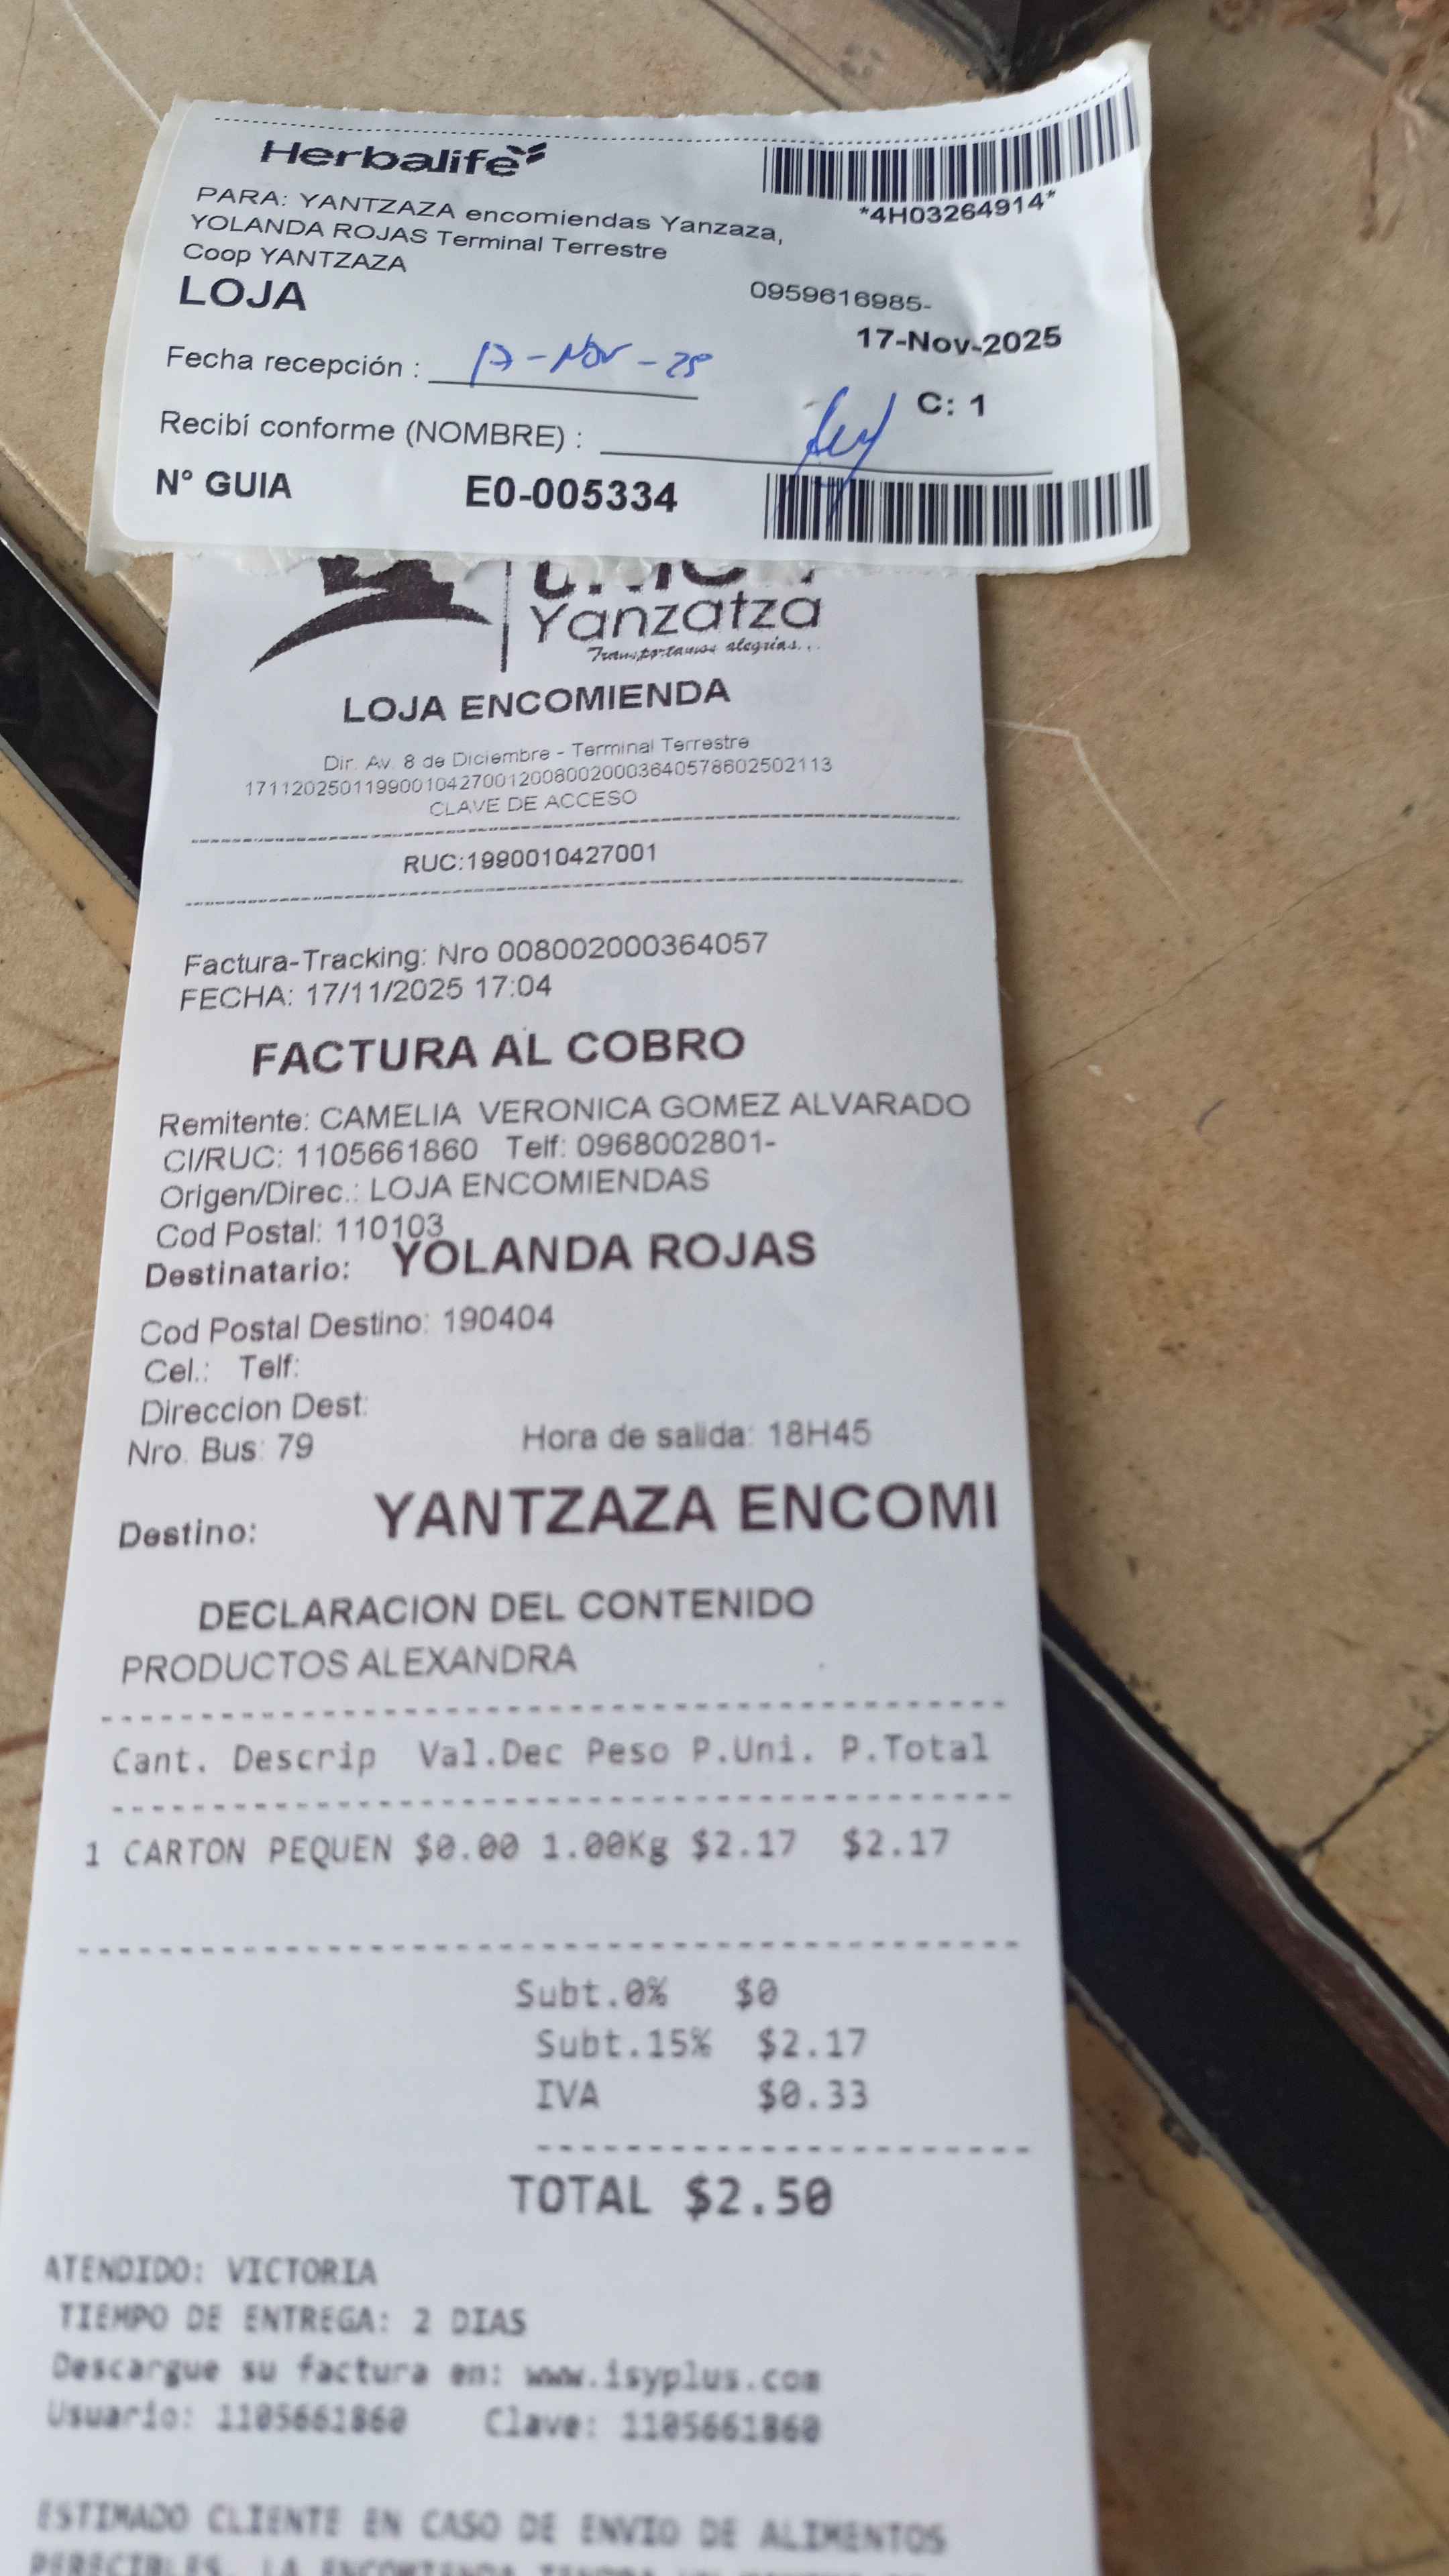 Herbalife
*4H03264914*
PARA: YANTZAZA encomiendas Yanzaza,
YOLANDA ROJAS Terminal Terrestre
Coop YANTZAZA
LOJA
0959616985-
17-Nov-2025
Fecha recepción : 17-Nov-25
C: 1
Recibí conforme (NOMBRE) :
N° GUIA E0-005334
Yanzatza
Transportamos alegrías...
LOJA ENCOMIENDA
Dir. Av. 8 de Diciembre - Terminal Terrestre
1711202501199001042700120080020003640578602502113
CLAVE DE ACCESO
RUC:1990010427001
Factura-Tracking: Nro 008002000364057
FECHA: 17/11/2025 17:04
FACTURA AL COBRO
Remitente: CAMELIA VERONICA GOMEZ ALVARADO
CI/RUC: 1105661860 Telf: 0968002801-
Origen/Direc.: LOJA ENCOMIENDAS
Cod Postal: 110103
Destinatario: YOLANDA ROJAS
Cod Postal Destino: 190404
Cel.: Telf:
Direccion Dest:
Nro. Bus: 79 Hora de salida: 18H45
Destino: YANTZAZA ENCOMI
DECLARACION DEL CONTENIDO
PRODUCTOS ALEXANDRA
Cant. Descrip Val.Dec Peso P.Uni. P.Total
1 CARTON PEQUEN $0.00 1.00Kg $2.17 $2.17
Subt.0% $0
Subt.15% $2.17
IVA $0.33
TOTAL $2.50
ATENDIDO: VICTORIA
TIEMPO DE ENTREGA: 2 DIAS
Descargue su factura en: www.isyplus.com
Usuario: 1105661860 Clave: 1105661860
ESTIMADO CLIENTE EN CASO DE ENVIO DE ALIMENTOS
PERECIBLES, LA ENCOMIENDA